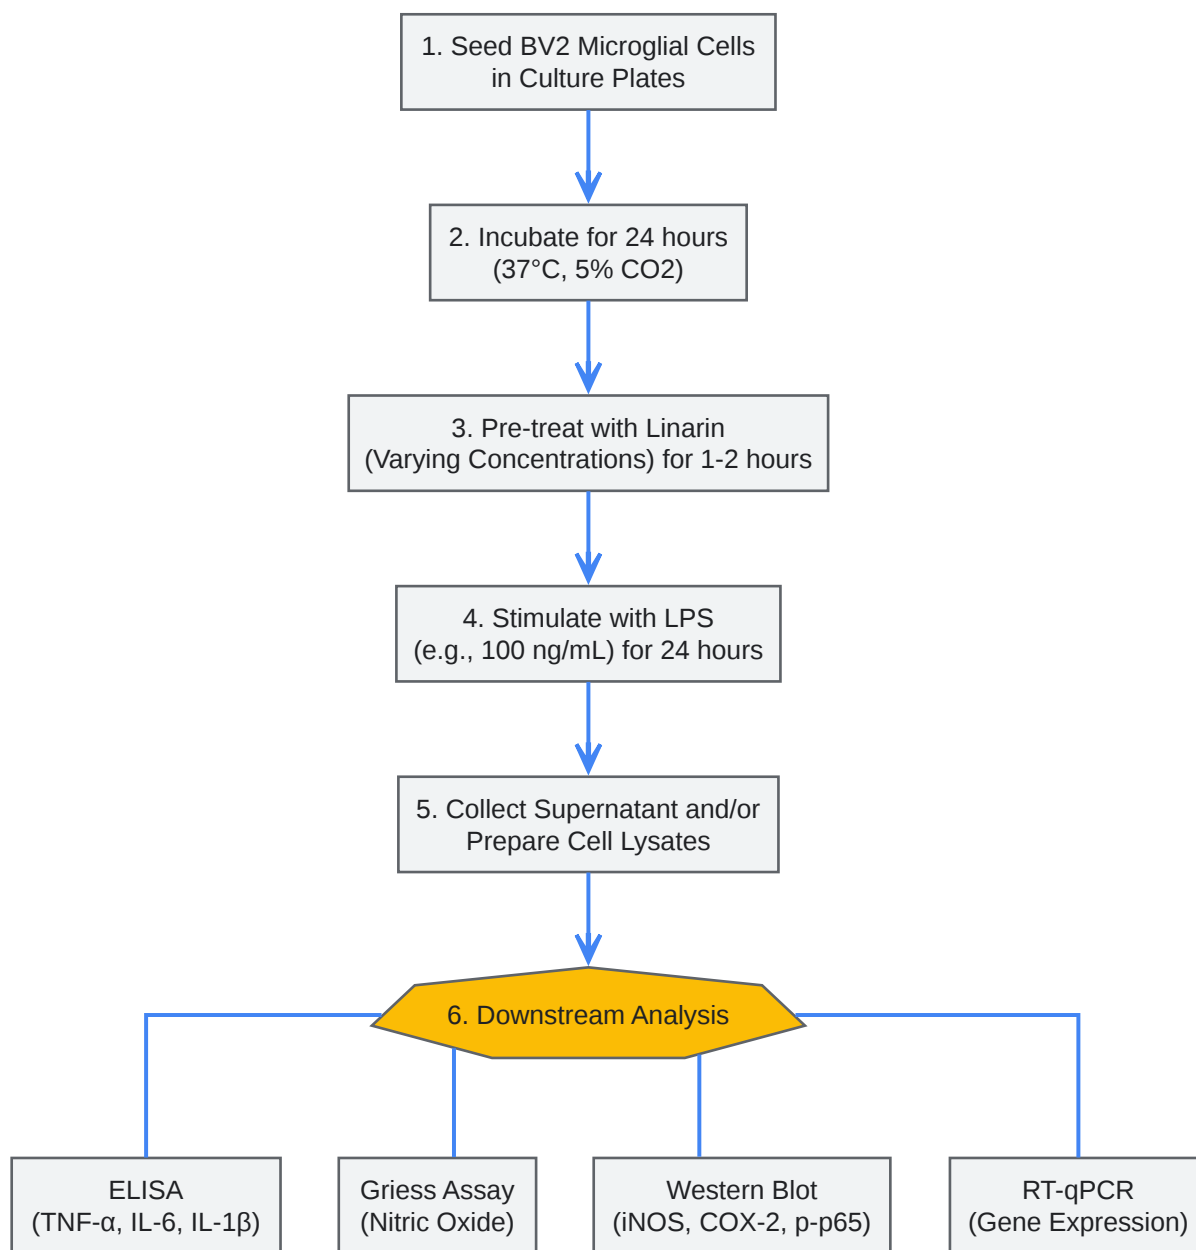 1. Seed BV2 Microglial Cells
in Culture Plates
2. Incubate for 24 hours
(37°C, 5% CO2)
3. Pre-treat with Linarin
(Varying Concentrations) for 1-2 hours
4. Stimulate with LPS
(e.g., 100 ng/mL) for 24 hours
5. Collect Supernatant and/or
Prepare Cell Lysates
6. Downstream Analysis
ELISA
(TNF-α, IL-6, IL-1β)
Griess Assay
(Nitric Oxide)
Western Blot
(iNOS, COX-2, p-p65)
RT-qPCR
(Gene Expression)